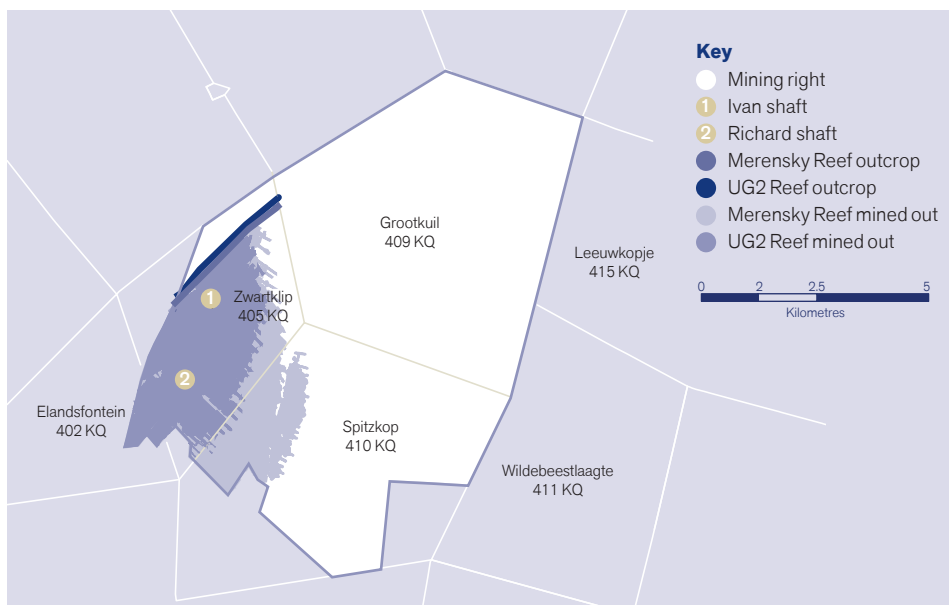 Key
Mining right
1 Ivan shaft
2 Richard shaft
Merensky Reef outcrop
UG2 Reef outcrop
Merensky Reef mined out
UG2 Reef mined out
0 2 2.5 5
Kilometres
Grootkuil
409 KQ
Leeuwkopje
415 KQ
1
Zwartklip
405 KQ
2
Elandsfontein
402 KQ
Spitzkop
410 KQ
Wildebeestlaagte
411 KQ